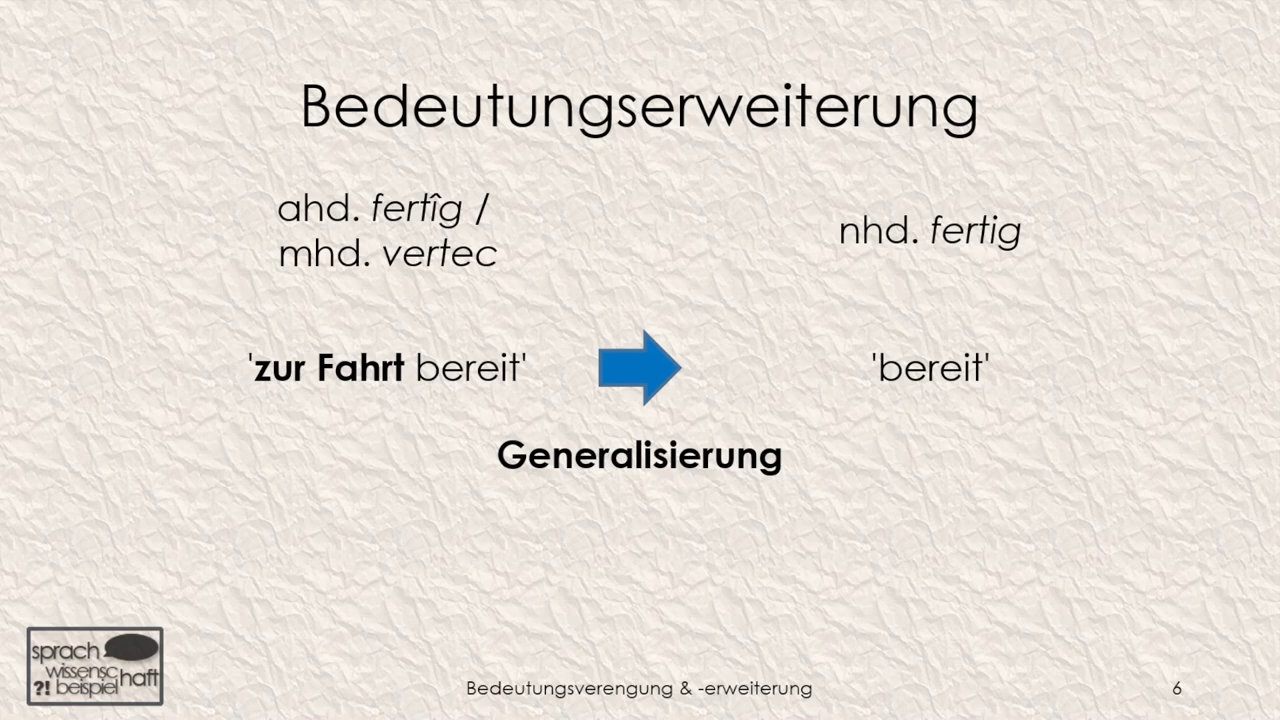 Bedeutungserweiterung
ahd. fertîg /
mhd. vertec
nhd. fertig
'zur Fahrt bereit'
'bereit'
Generalisierung
sprach
wissensc
haft
?! beispiel
Bedeutungsverengung & -erweiterung
6